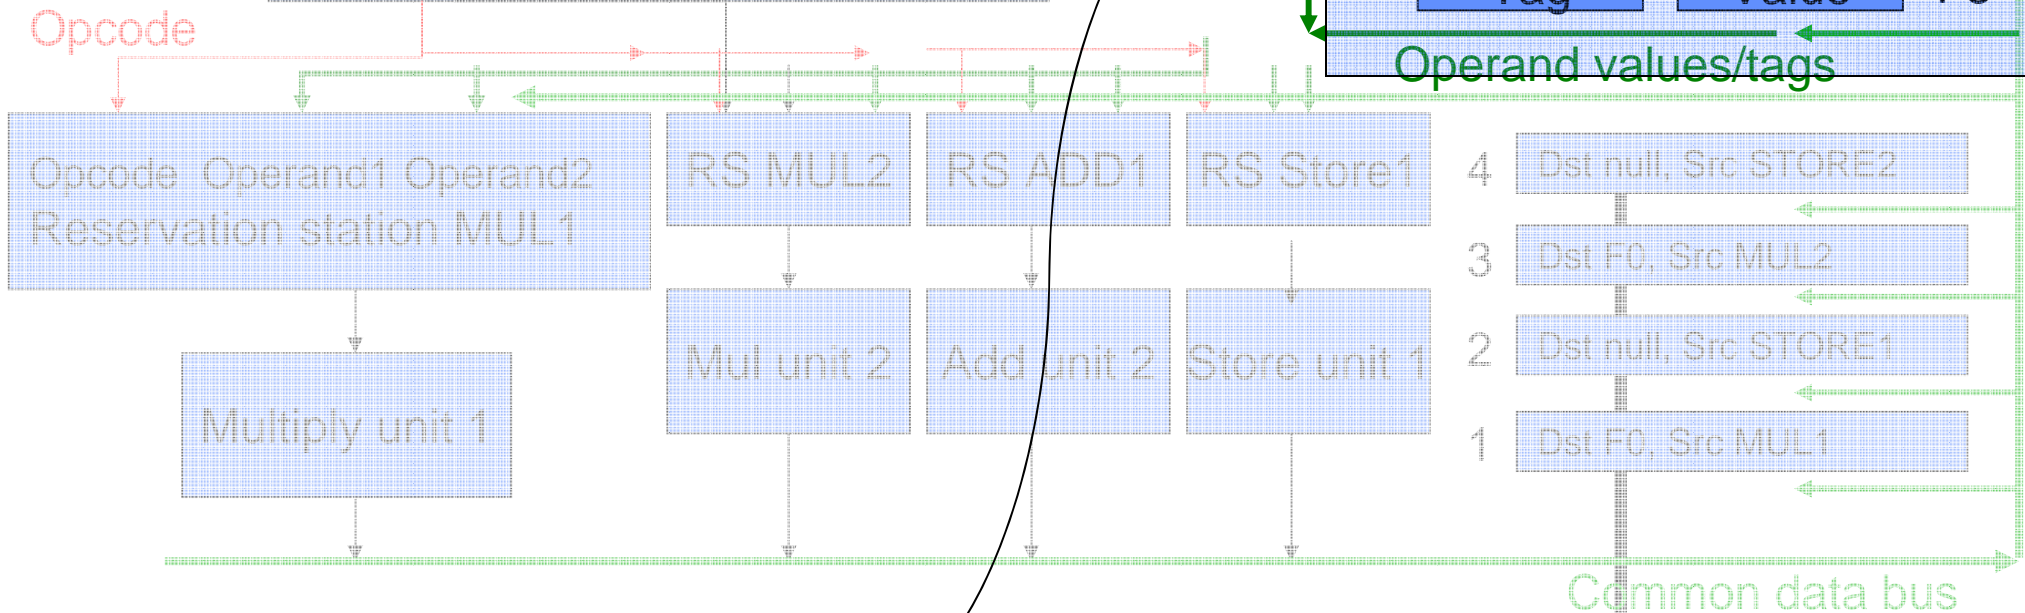 Tag Value
Opcode
Operand values/tags
Opcode Operand1 Operand2
Reservation station MUL1
RS MUL2
RS ADD1
RS Store1
4 Dst null, Src STORE2
3 Dst F0, Src MUL2
2 Dst null, Src STORE1
1 Dst F0, Src MUL1
Multiply unit 1
Mul unit 2
Add unit 2
Store unit 1
Common data bus